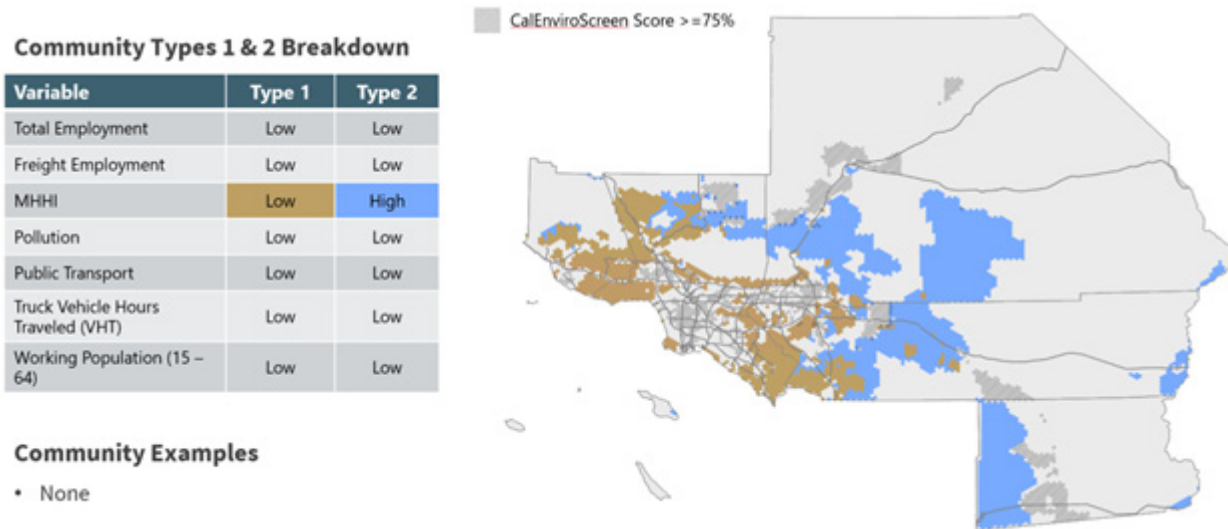 CalEnviroScreen Score >=75%
Community Types 1 & 2 Breakdown
Variable Type 1 Type 2
Total Employment Low Low
Freight Employment Low Low
MHHI Low High
Pollution Low Low
Public Transport Low Low
Truck Vehicle Hours
Traveled (VHT) Low Low
Working Population (15 –
64) Low Low
Community Examples
• None